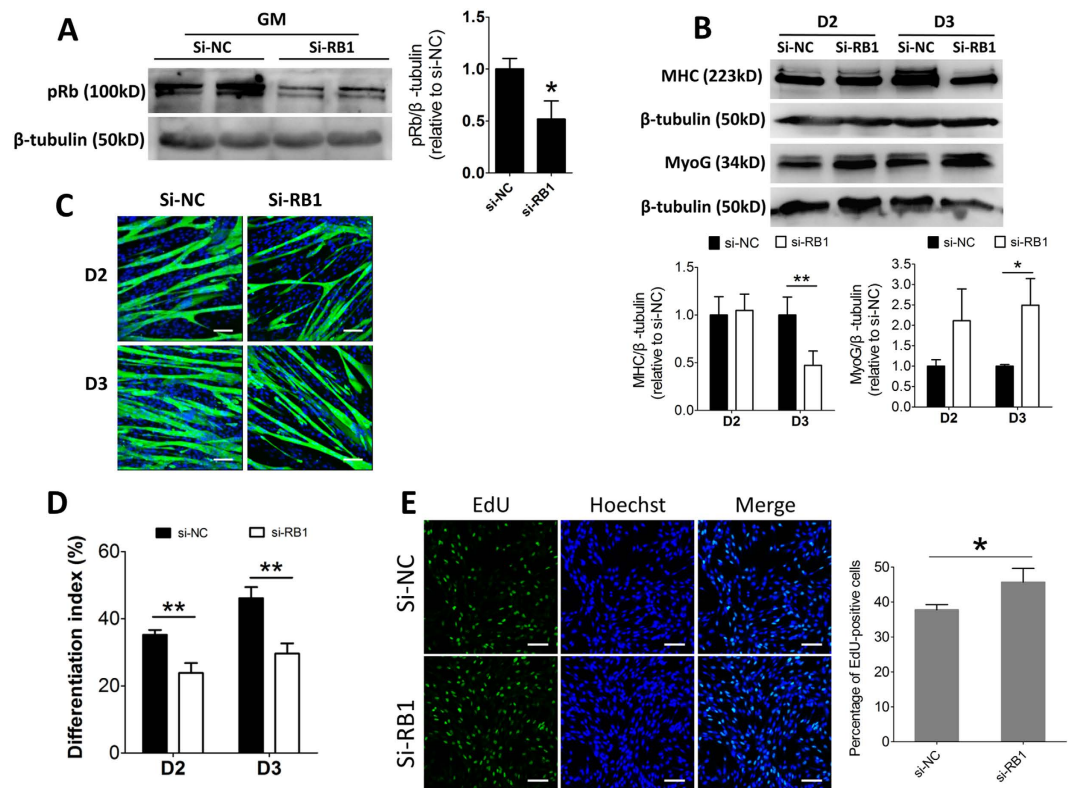 A
GM
Si-NC Si-RB1
pRb (100kD)
β-tubulin (50kD)
pRb/β -tubulin
(relative to si-NC)
1.5
1.0
0.5
0.0
*
si-NC
si-RB1
B
D2 D3
Si-NC Si-RB1 Si-NC Si-RB1
MHC (223kD)
β-tubulin (50kD)
MyoG (34kD)
β-tubulin (50kD)
si-NC si-RB1
MHC/β -tubulin
(relative to si-NC)
1.5
1.0
0.5
0.0
**
D2 D3
si-NC si-RB1
MyoG/β -tubulin
(relative to si-NC)
3.5
3.0
2.5
2.0
1.5
1.0
0.5
0.0
*
D2 D3
C
Si-NC Si-RB1
D2
D3
D
si-NC si-RB1
Differentiation index (%)
60
40
20
0
** **
D2 D3
E
EdU Hoechst Merge
Si-NC
Si-RB1
Percentage of EdU-positive cells
50
40
30
20
10
0
*
si-NC
si-RB1